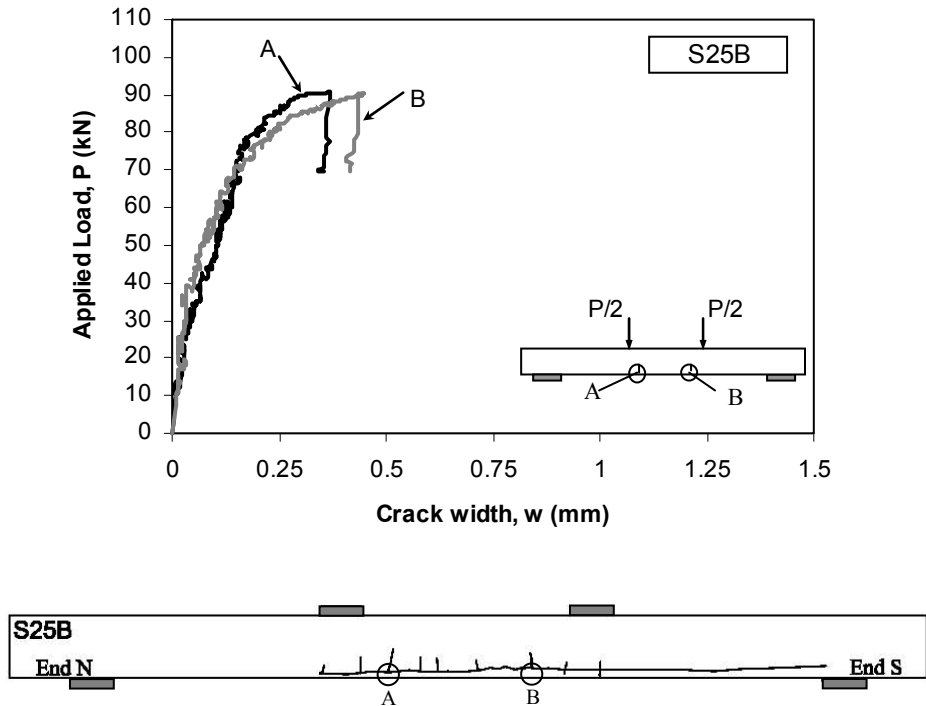 110
100
90
80
70
60
50
40
30
20
10
0
Applied Load, P (kN)
A
B
S25B
P/2 P/2
A B
0 0.25 0.5 0.75 1 1.25 1.5
Crack width, w (mm)
S25B
End N End S
A B